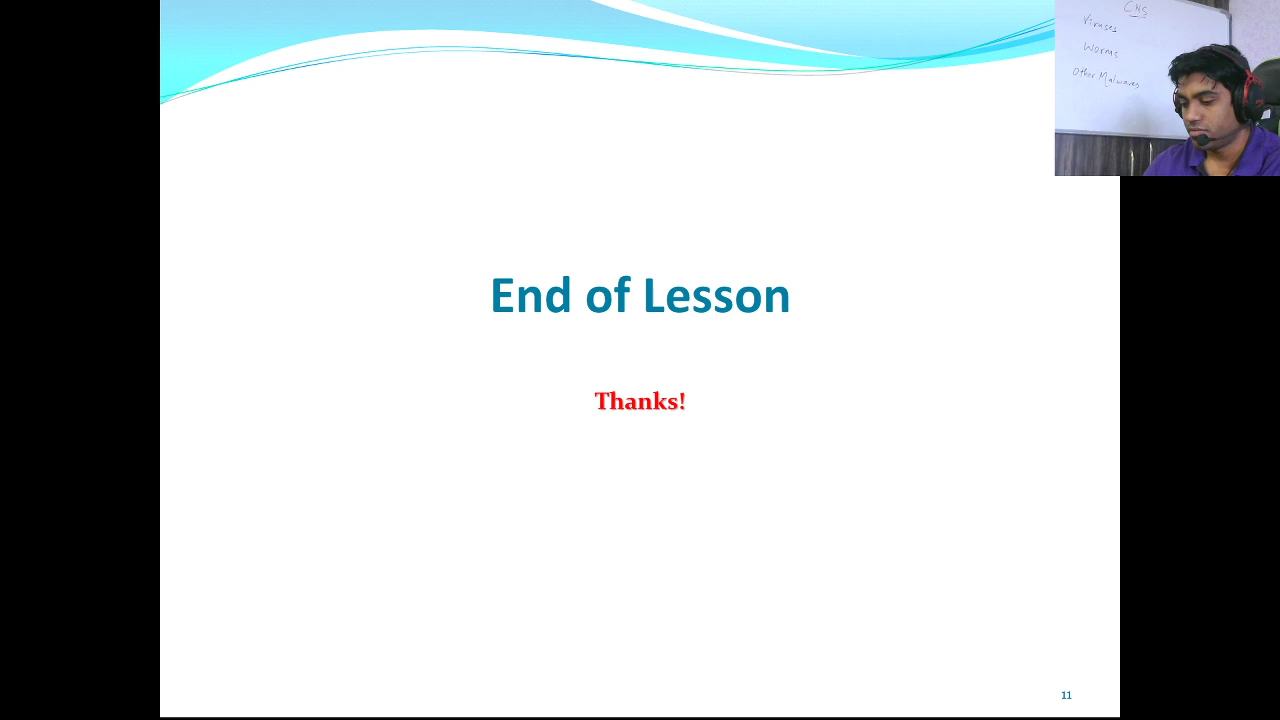 CNS
Viruses
Worms
Other Malwares
End of Lesson
Thanks!
11